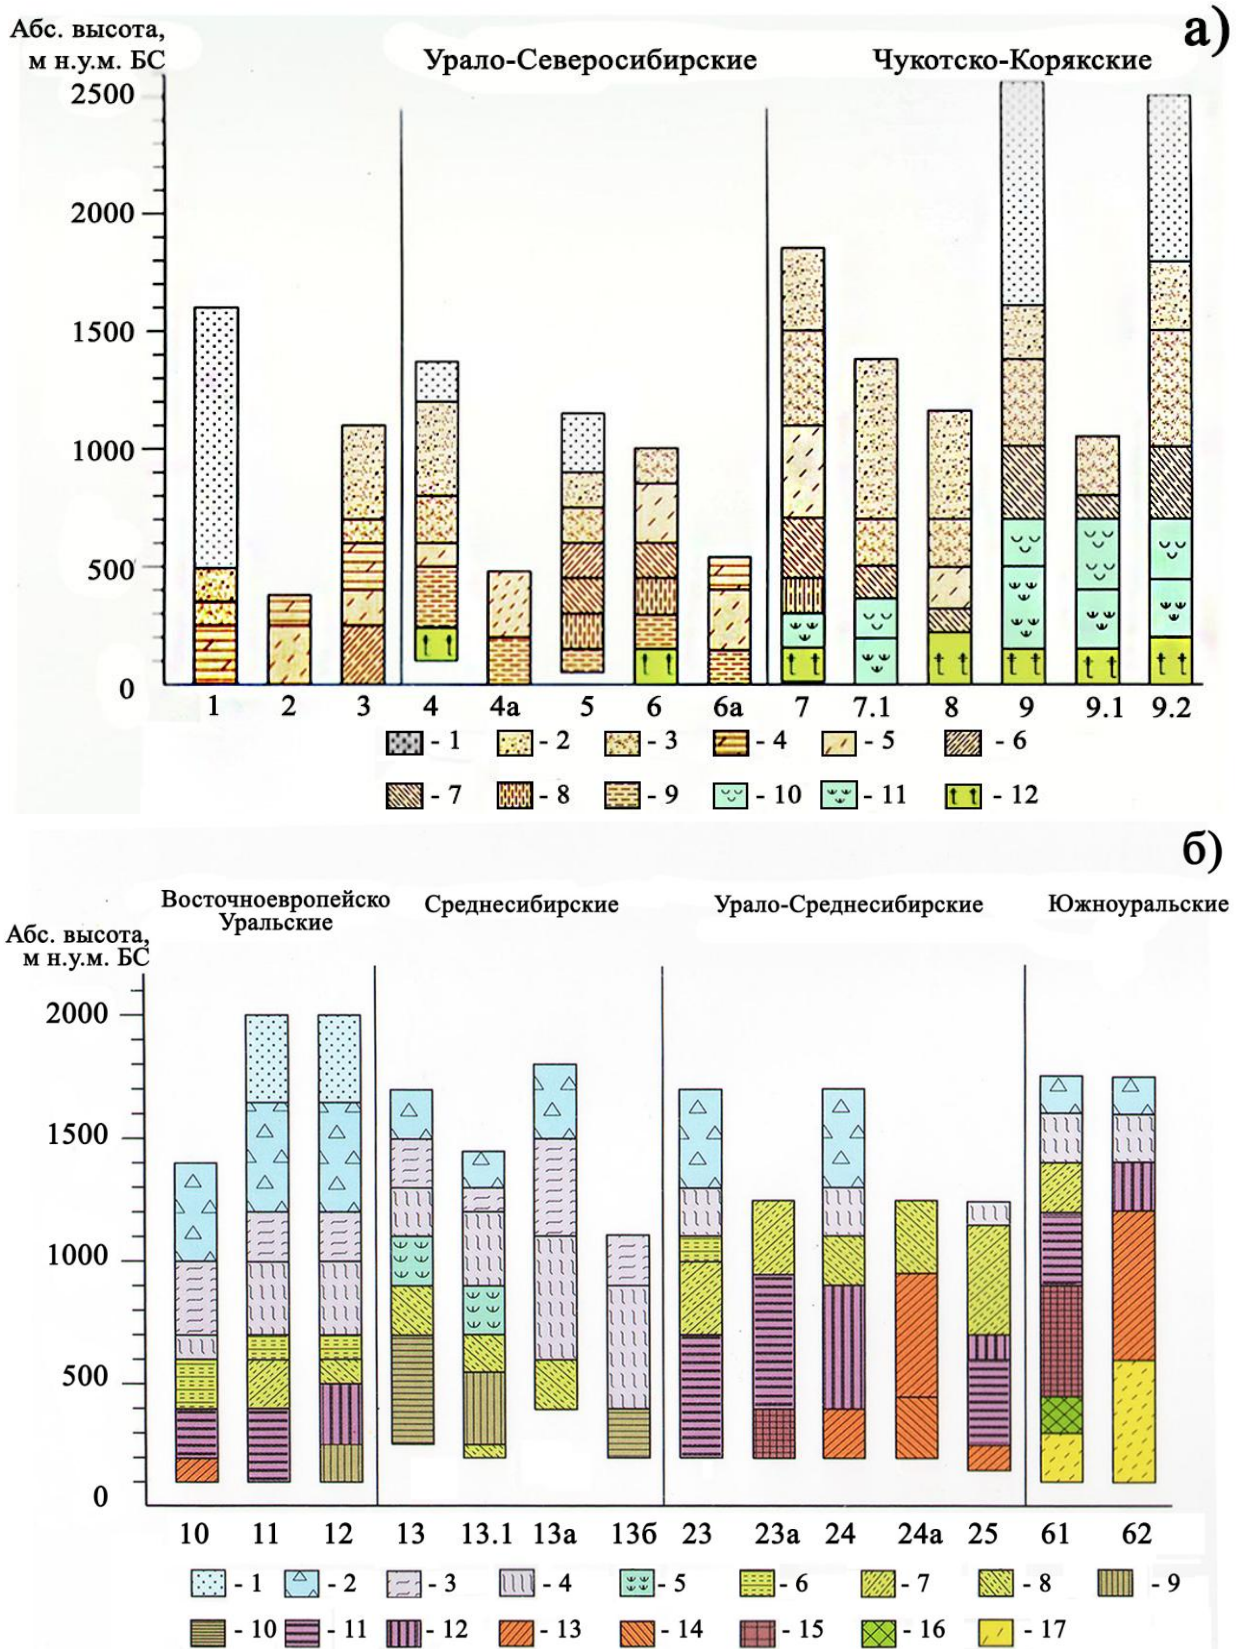 а)
Абс. высота,
м н.у.м. БС
Урало-Северосибирские
Чукотско-Корякские
2500
2000
1500
1000
500
0
1 2 3 4 4а 5 6 6а 7 7.1 8 9 9.1 9.2
- 1 - 2 - 3 - 4 - 5 - 6
- 7 - 8 - 9 - 10 - 11 - 12
б)
Восточноевропейско
Уральские
Среднесибирские
Урало-Среднесибирские
Южноуральские
Абс. высота,
м н.у.м. БС
2000
1500
1000
500
0
10 11 12 13 13.1 13а 13б 23 23а 24 24а 25 61 62
- 1 - 2 - 3 - 4 - 5 - 6 - 7 - 8 - 9
- 10 - 11 - 12 - 13 - 14 - 15 - 16 - 17